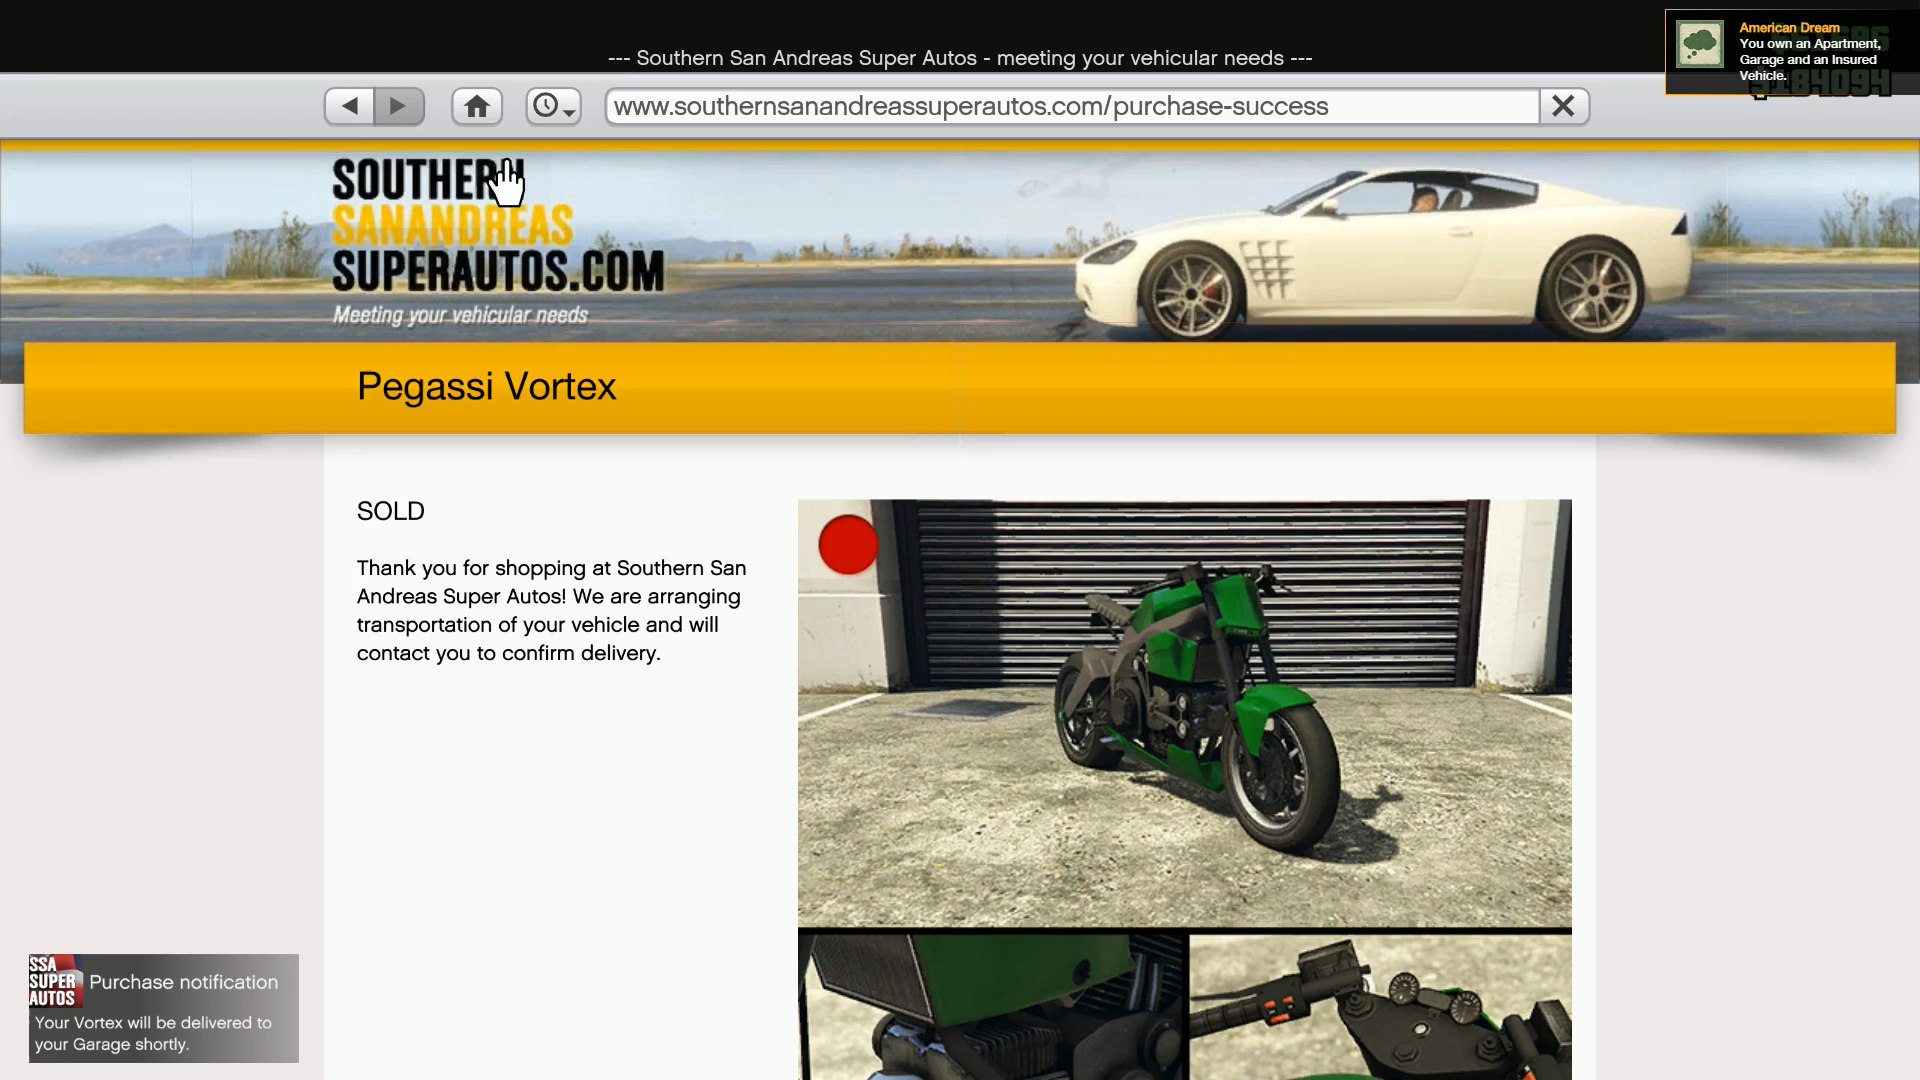 --- Southern San Andreas Super Autos - meeting your vehicular needs ---
American Dream
You own an Apartment,
Garage and an Insured
Vehicle.
$184094
www.southernsanandreassuperautos.com/purchase-success
SOUTHERN
SANANDREAS
SUPERAUTOS.COM
Meeting your vehicular needs
Pegassi Vortex
SOLD
Thank you for shopping at Southern San
Andreas Super Autos! We are arranging
transportation of your vehicle and will
contact you to confirm delivery.
SSA
SUPER
AUTOS
Purchase notification
Your Vortex will be delivered to
your Garage shortly.